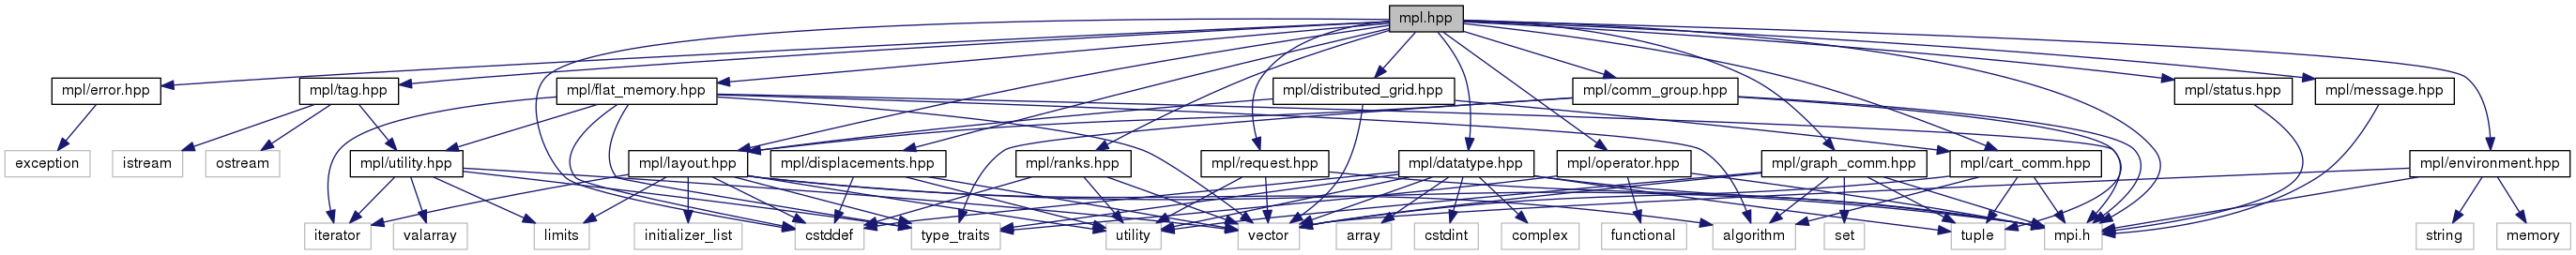 mpl.hpp
mpl/error.hpp
mpl/tag.hpp
mpl/flat_memory.hpp
mpl/distributed_grid.hpp
mpl/comm_group.hpp
mpl/status.hpp
mpl/message.hpp
exception
istream
ostream
mpl/utility.hpp
mpl/layout.hpp
mpl/displacements.hpp
mpl/ranks.hpp
mpl/request.hpp
mpl/datatype.hpp
mpl/operator.hpp
mpl/graph_comm.hpp
mpl/cart_comm.hpp
mpl/environment.hpp
iterator
valarray
limits
initializer_list
cstddef
type_traits
utility
vector
array
cstdint
complex
functional
algorithm
set
tuple
mpi.h
string
memory